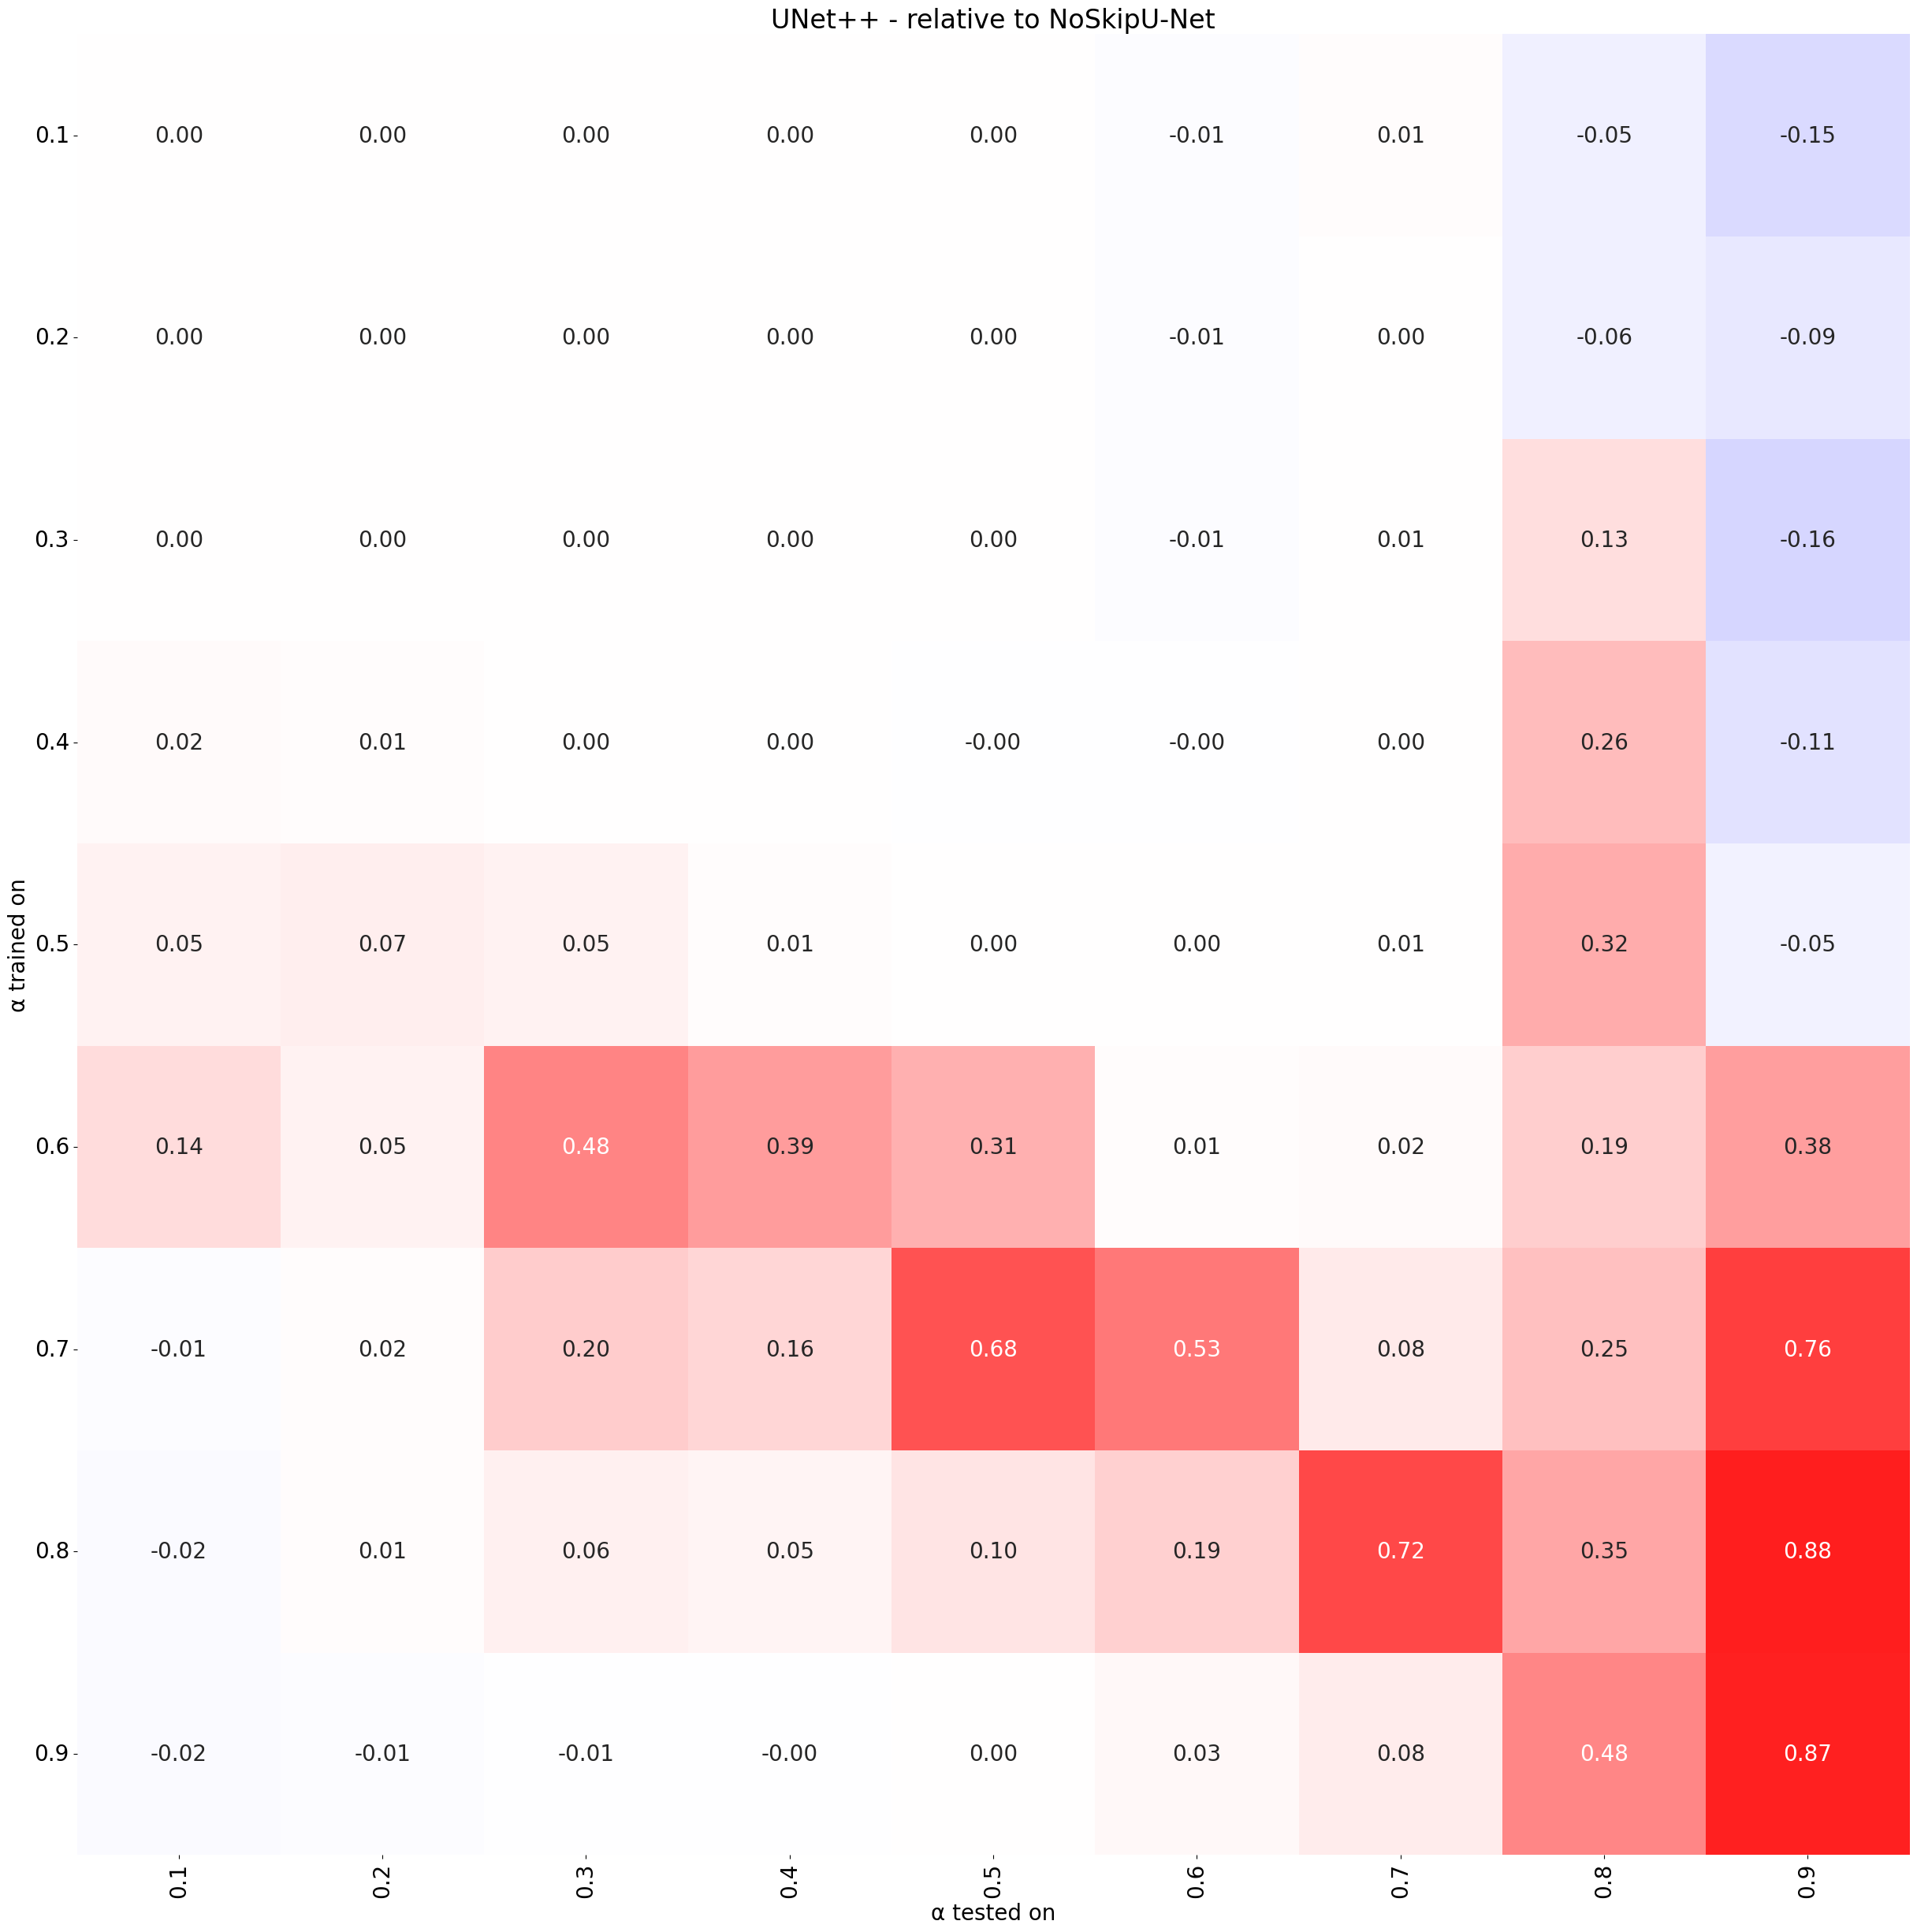 UNet++ - relative to NoSkipU-Net
α trained on
0.1 0.00 0.00 0.00 0.00 0.00 -0.01 0.01 -0.05 -0.15
0.2 0.00 0.00 0.00 0.00 0.00 -0.01 0.00 -0.06 -0.09
0.3 0.00 0.00 0.00 0.00 0.00 -0.01 0.01 0.13 -0.16
0.4 0.02 0.01 0.00 0.00 -0.00 -0.00 0.00 0.26 -0.11
0.5 0.05 0.07 0.05 0.01 0.00 0.00 0.01 0.32 -0.05
0.6 0.14 0.05 0.48 0.39 0.31 0.01 0.02 0.19 0.38
0.7 -0.01 0.02 0.20 0.16 0.68 0.53 0.08 0.25 0.76
0.8 -0.02 0.01 0.06 0.05 0.10 0.19 0.72 0.35 0.88
0.9 -0.02 -0.01 -0.01 -0.00 0.00 0.03 0.08 0.48 0.87
0.1 0.2 0.3 0.4 0.5 0.6 0.7 0.8 0.9
α tested on